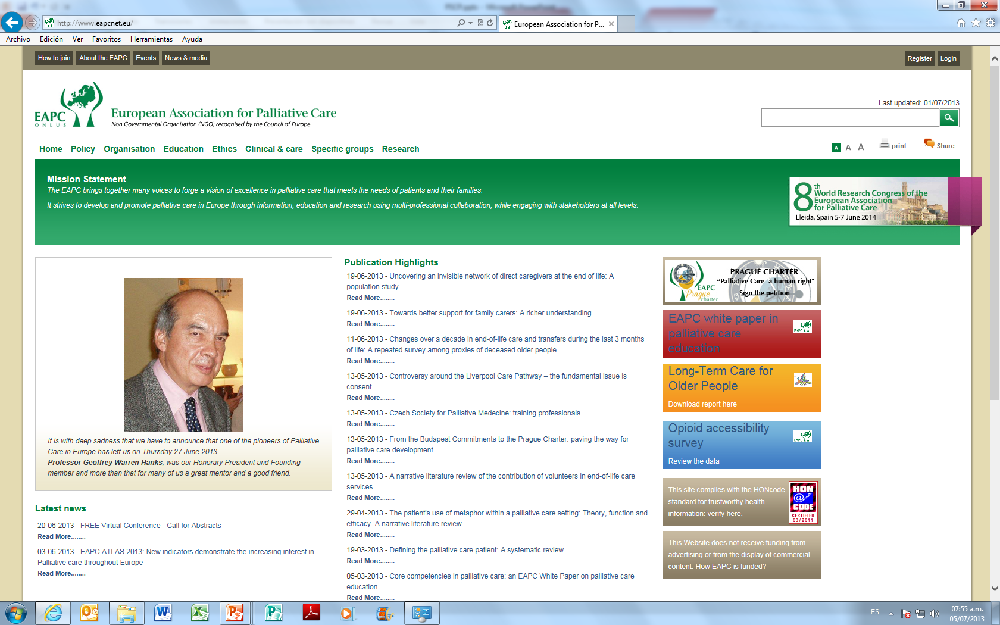 http://www.eapcnet.eu/
European Association for P...
Archivo Edición Ver Favoritos Herramientas Ayuda
How to join About the EAPC Events News & media Register Login
EAPC
ONLUS
European Association for Palliative Care
Non Governmental Organisation (NGO) recognised by the Council of Europe
Last updated: 01/07/2013
Home Policy Organisation Education Ethics Clinical & care Specific groups Research
A A A print Share
Mission Statement
The EAPC brings together many voices to forge a vision of excellence in palliative care that meets the needs of patients and their families.
It strives to develop and promote palliative care in Europe through information, education and research using multi-professional collaboration, while engaging with stakeholders at all levels.
8th
World Research Congress of the
European Association
for Palliative Care
Lleida, Spain 5-7 June 2014
It is with deep sadness that we have to announce that one of the pioneers of Palliative
Care in Europe has left us on Thursday 27 June 2013.
Professor Geoffrey Warren Hanks, was our Honorary President and Founding
member and more than that for many of us a great mentor and a good friend.
Latest news
20-06-2013 - FREE Virtual Conference - Call for Abstracts
Read More........
03-06-2013 - EAPC ATLAS 2013: New indicators demonstrate the increasing interest in
Palliative care throughout Europe
Read More........
Publication Highlights
19-06-2013 - Uncovering an invisible network of direct caregivers at the end of life: A
population study
Read More........
19-06-2013 - Towards better support for family carers: A richer understanding
Read More........
11-06-2013 - Changes over a decade in end-of-life care and transfers during the last 3 months
of life: A repeated survey among proxies of deceased older people
Read More........
13-05-2013 - Controversy around the Liverpool Care Pathway – the fundamental issue is
consent
Read More........
13-05-2013 - Czech Society for Palliative Medecine: training professionals
Read More........
13-05-2013 - From the Budapest Commitments to the Prague Charter: paving the way for
palliative care development
Read More........
13-05-2013 - A narrative literature review of the contribution of volunteers in end-of-life care
services
Read More........
29-04-2013 - The patient's use of metaphor within a palliative care setting: Theory, function and
efficacy. A narrative literature review
Read More........
19-03-2013 - Defining the palliative care patient: A systematic review
Read More........
05-03-2013 - Core competencies in palliative care: an EAPC White Paper on palliative care
education
Read More........
EAPC
Prague
charter
PRAGUE CHARTER
“Palliative Care: a human right"
Sign the petition
EAPC white paper in
palliative care
education
EAPC
Long-Term Care for
Older People
Download report here
Opioid accessibility
survey
EAPC
Review the data
This site complies with the HONcode
standard for trustworthy health
information: verify here.
HON
@
CODE
CERTIFIED
03/2011
This Website does not receive funding from
advertising or from the display of commercial
content. How EAPC is funded?
ES
07:55 a.m.
05/07/2013